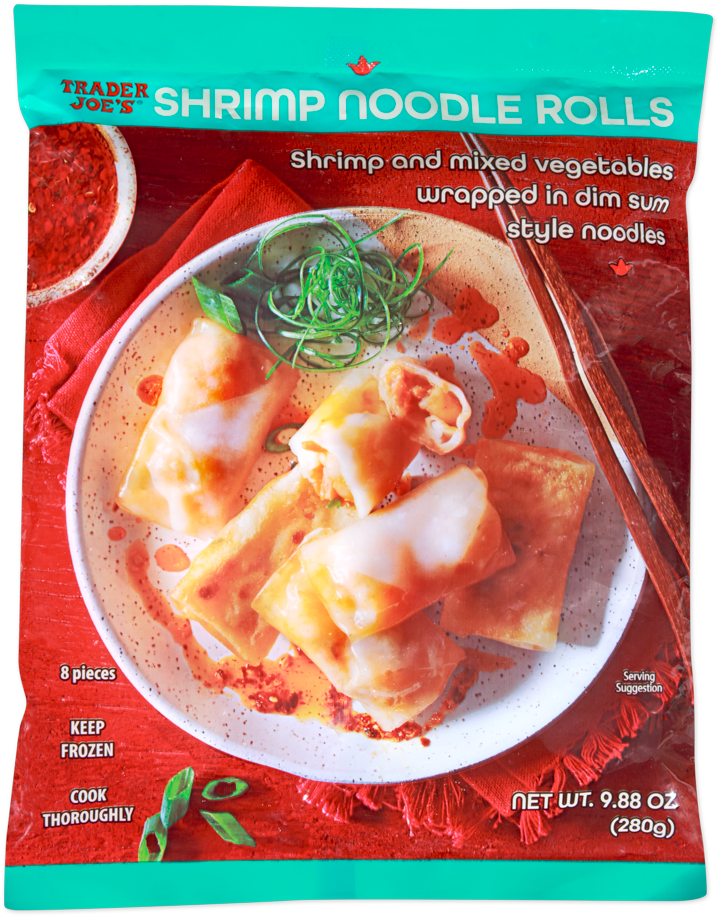 TRADER
JOE'S®
SHRIMP NOODLE ROLLS
Shrimp and mixed vegetables
wrapped in dim sum
style noodles
8 pieces
Serving
Suggestion
KEEP
FROZEN
COOK
THOROUGHLY
NET WT. 9.88 OZ
(280g)